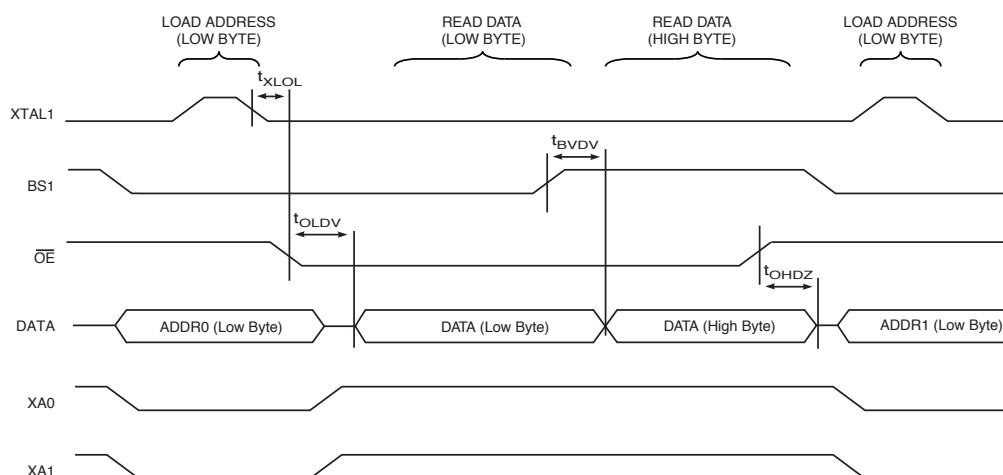 LOAD ADDRESS
(LOW BYTE)
READ DATA
(LOW BYTE)
READ DATA
(HIGH BYTE)
LOAD ADDRESS
(LOW BYTE)
tXLOL
XTAL1
tBVDV
BS1
tOLDV
OE
tOHDZ
DATA
ADDR0 (Low Byte)
DATA (Low Byte)
DATA (High Byte)
ADDR1 (Low Byte)
XA0
XA1